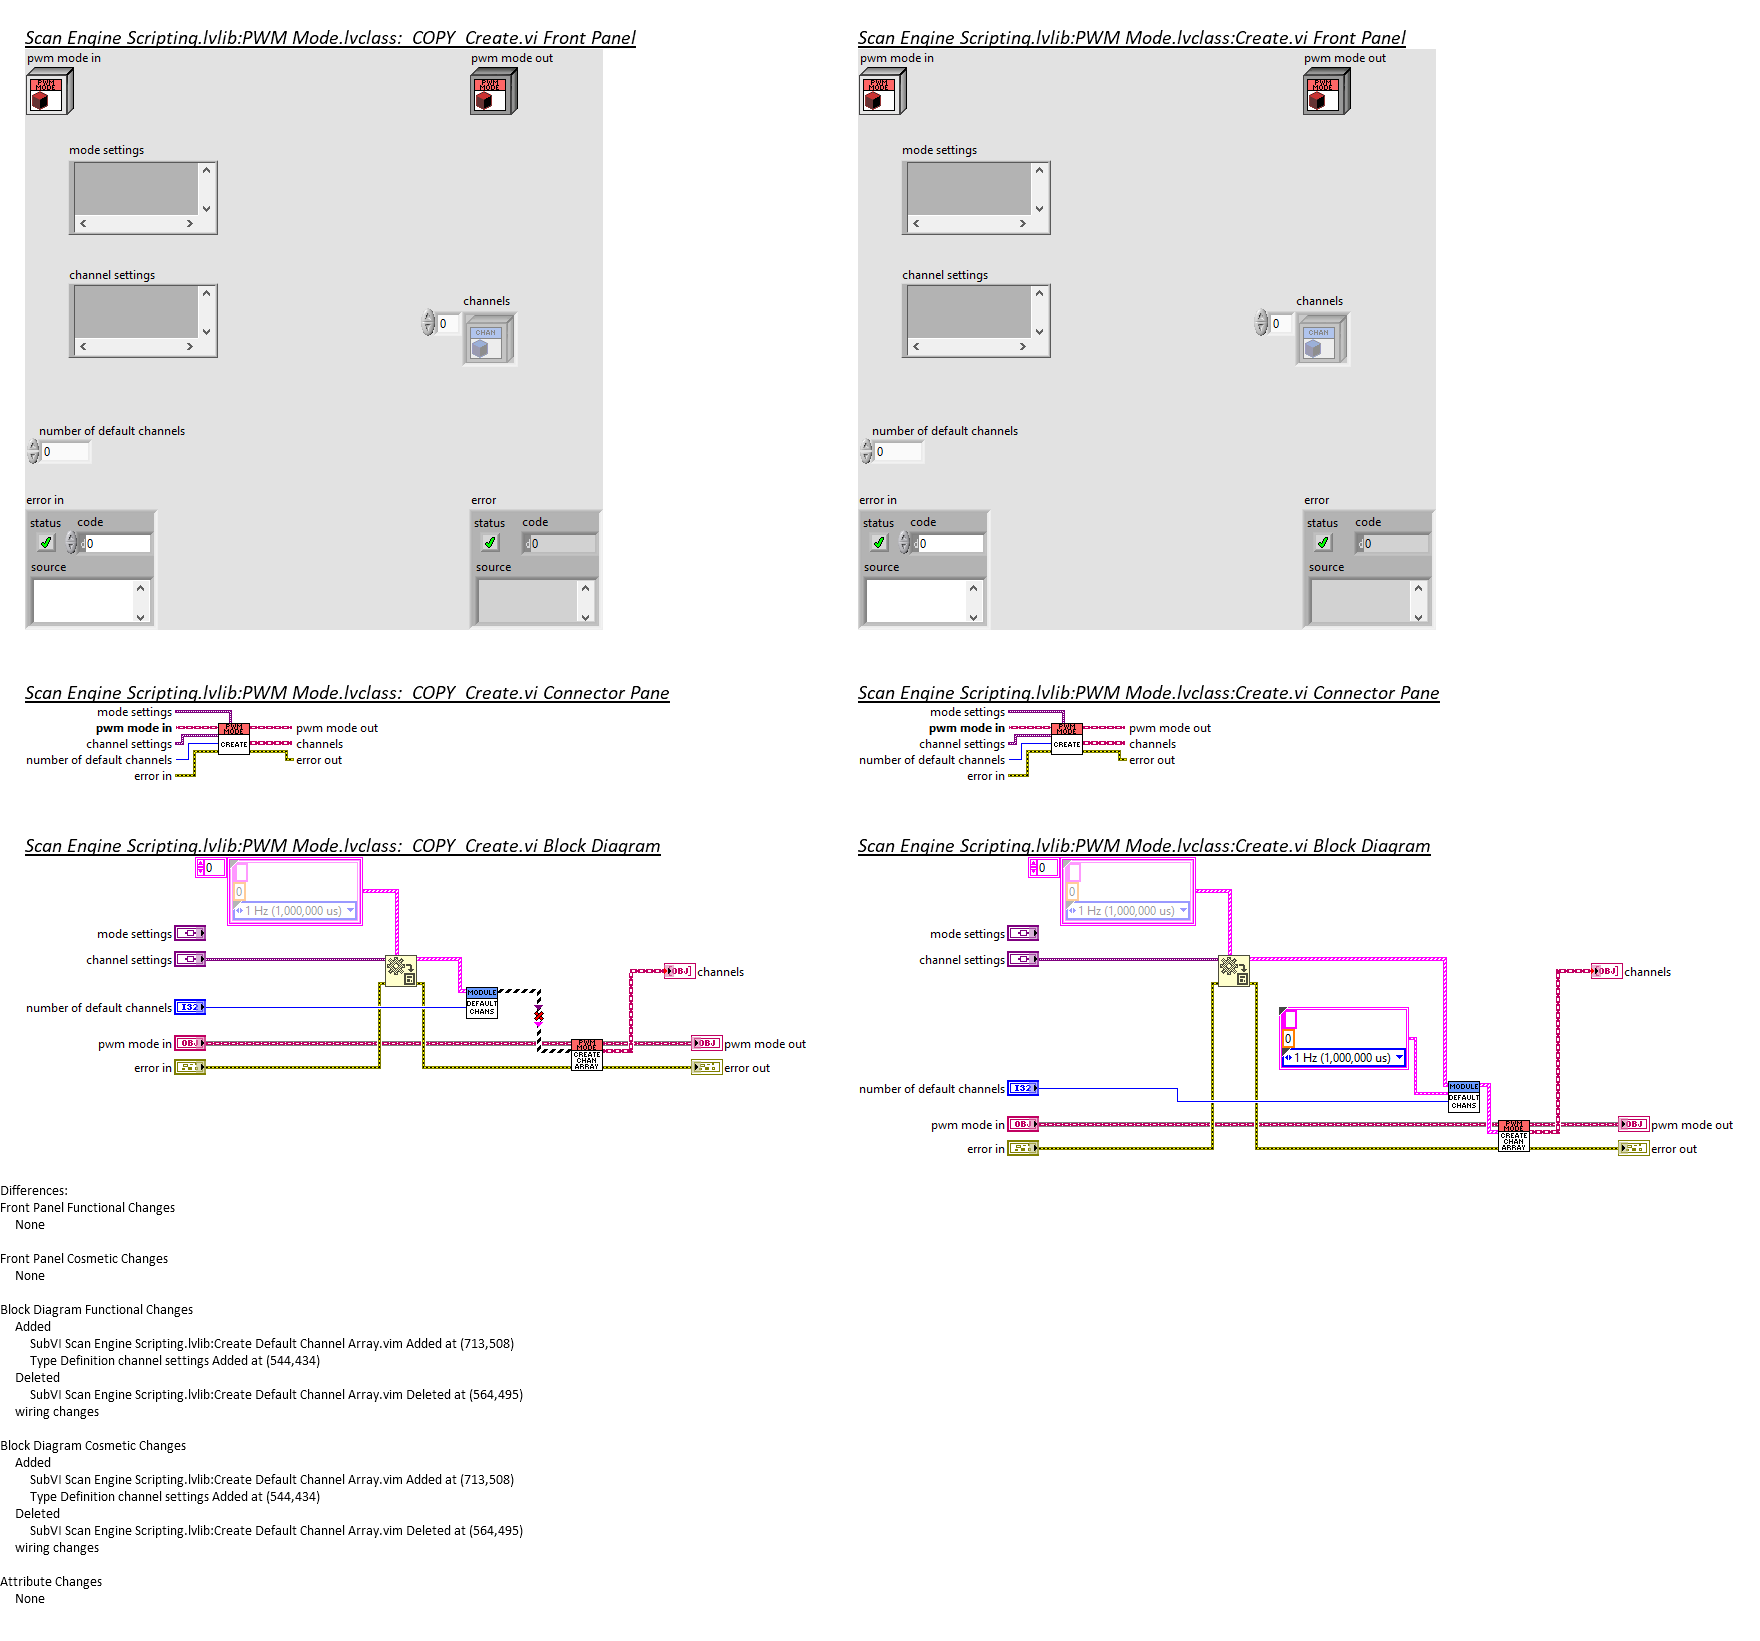 Scan Engine Scripting.lvlib:PWM Mode.lvclass:_COPY_Create.vi Front Panel
pwm mode in
pwm mode out
PWM
MODE
PWM
MODE
mode settings
channel settings
channels
0
CHAN
number of default channels
0
error in
error
status
code
status
code
d
0
d
0
source
source
Scan Engine Scripting.lvlib:PWM Mode.lvclass:Create.vi Front Panel
pwm mode in
pwm mode out
PWM
MODE
PWM
MODE
mode settings
channel settings
channels
0
CHAN
number of default channels
0
error in
error
status
code
status
code
d
0
d
0
source
source
Scan Engine Scripting.lvlib:PWM Mode.lvclass:_COPY_Create.vi Connector Pane
mode settings
pwm mode in
channel settings
number of default channels
error in
PWM
MODE
CREATE
pwm mode out
channels
error out
Scan Engine Scripting.lvlib:PWM Mode.lvclass:Create.vi Connector Pane
mode settings
pwm mode in
channel settings
number of default channels
error in
PWM
MODE
CREATE
pwm mode out
channels
error out
Scan Engine Scripting.lvlib:PWM Mode.lvclass:_COPY_Create.vi Block Diagram
0
0
1 Hz (1,000,000 us)
mode settings
channel settings
number of default channels
I32
pwm mode in
OBJ
error in
MODULE
DEFAULT
CHANS
PWM
MODE
CREATE
CHAN
ARRAY
OBJ
channels
OBJ
pwm mode out
error out
Scan Engine Scripting.lvlib:PWM Mode.lvclass:Create.vi Block Diagram
0
0
1 Hz (1,000,000 us)
mode settings
channel settings
0
1 Hz (1,000,000 us)
number of default channels
I32
pwm mode in
OBJ
error in
MODULE
DEFAULT
CHANS
PWM
MODE
CREATE
CHAN
ARRAY
OBJ
channels
OBJ
pwm mode out
error out
Differences:
Front Panel Functional Changes
None
Front Panel Cosmetic Changes
None
Block Diagram Functional Changes
Added
SubVI Scan Engine Scripting.lvlib:Create Default Channel Array.vim Added at (713,508)
Type Definition channel settings Added at (544,434)
Deleted
SubVI Scan Engine Scripting.lvlib:Create Default Channel Array.vim Deleted at (564,495)
wiring changes
Block Diagram Cosmetic Changes
Added
SubVI Scan Engine Scripting.lvlib:Create Default Channel Array.vim Added at (713,508)
Type Definition channel settings Added at (544,434)
Deleted
SubVI Scan Engine Scripting.lvlib:Create Default Channel Array.vim Deleted at (564,495)
wiring changes
Attribute Changes
None